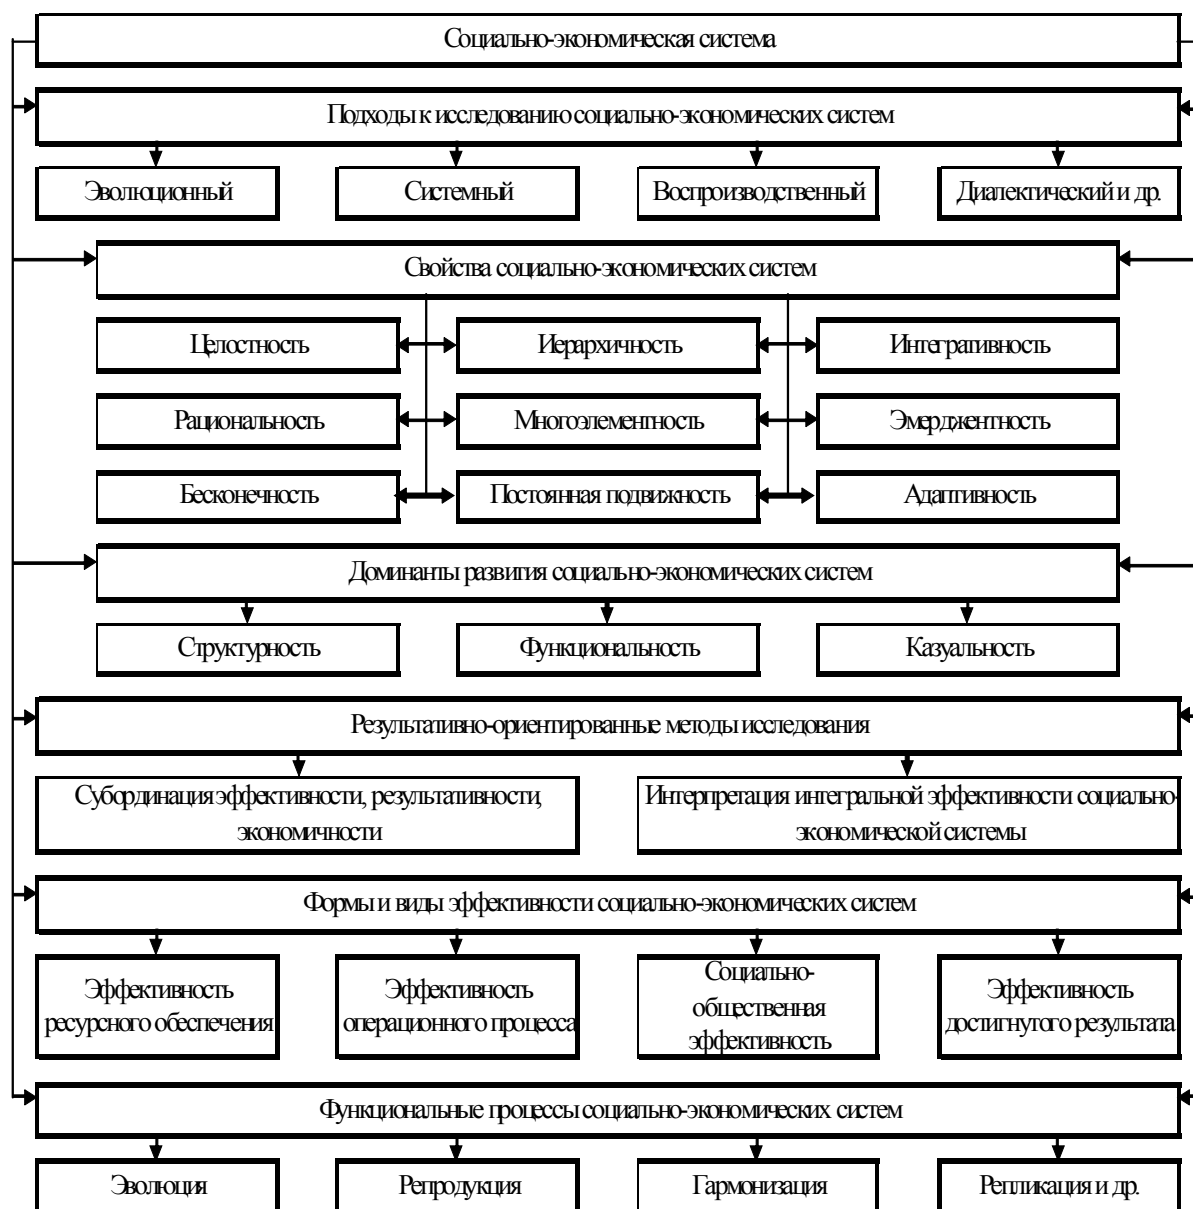 Социально-экономическая система
Подходы к исследованию социально-экономических систем
Эволюционный
Системный
Воспроизводственный
Диалектический и др.
Свойства социально-экономических систем
Целостность
Иерархичность
Интегративность
Рациональность
Многоэлементность
Эмерджентность
Бесконечность
Постоянная подвижность
Адаптивность
Доминанты развития социально-экономических систем
Структурность
Функциональность
Казуальность
Результативно-ориентированные методы исследования
Субординация эффективности, результативности,
экономичности
Интерпретация интегральной эффективности социально-
экономической системы
Формы и виды эффективности социально-экономических систем
Эффективность
ресурсного обеспечения
Эффективность
операционного процесса
Социально-
общественная
эффективность
Эффективность
достигнутого результата
Функциональные процессы социально-экономических систем
Эволюция
Репродукция
Гармонизация
Репликация и др.